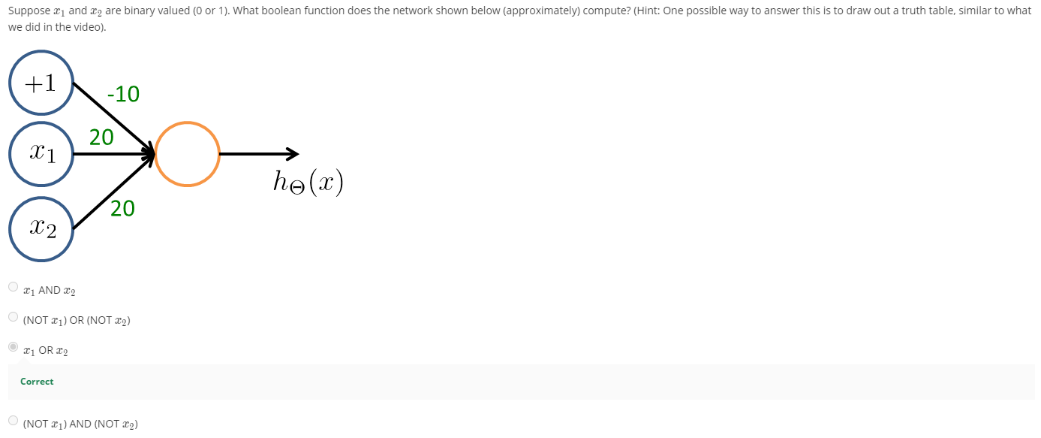 Suppose x₁ and x₂ are binary valued (0 or 1). What boolean function does the network shown below (approximately) compute? (Hint: One possible way to answer this is to draw out a truth table, similar to what
we did in the video).
+1
-10
20
x₁
h_Θ(x)
20
x₂
x₁ AND x₂
(NOT x₁) OR (NOT x₂)
x₁ OR x₂
Correct
(NOT x₁) AND (NOT x₂)